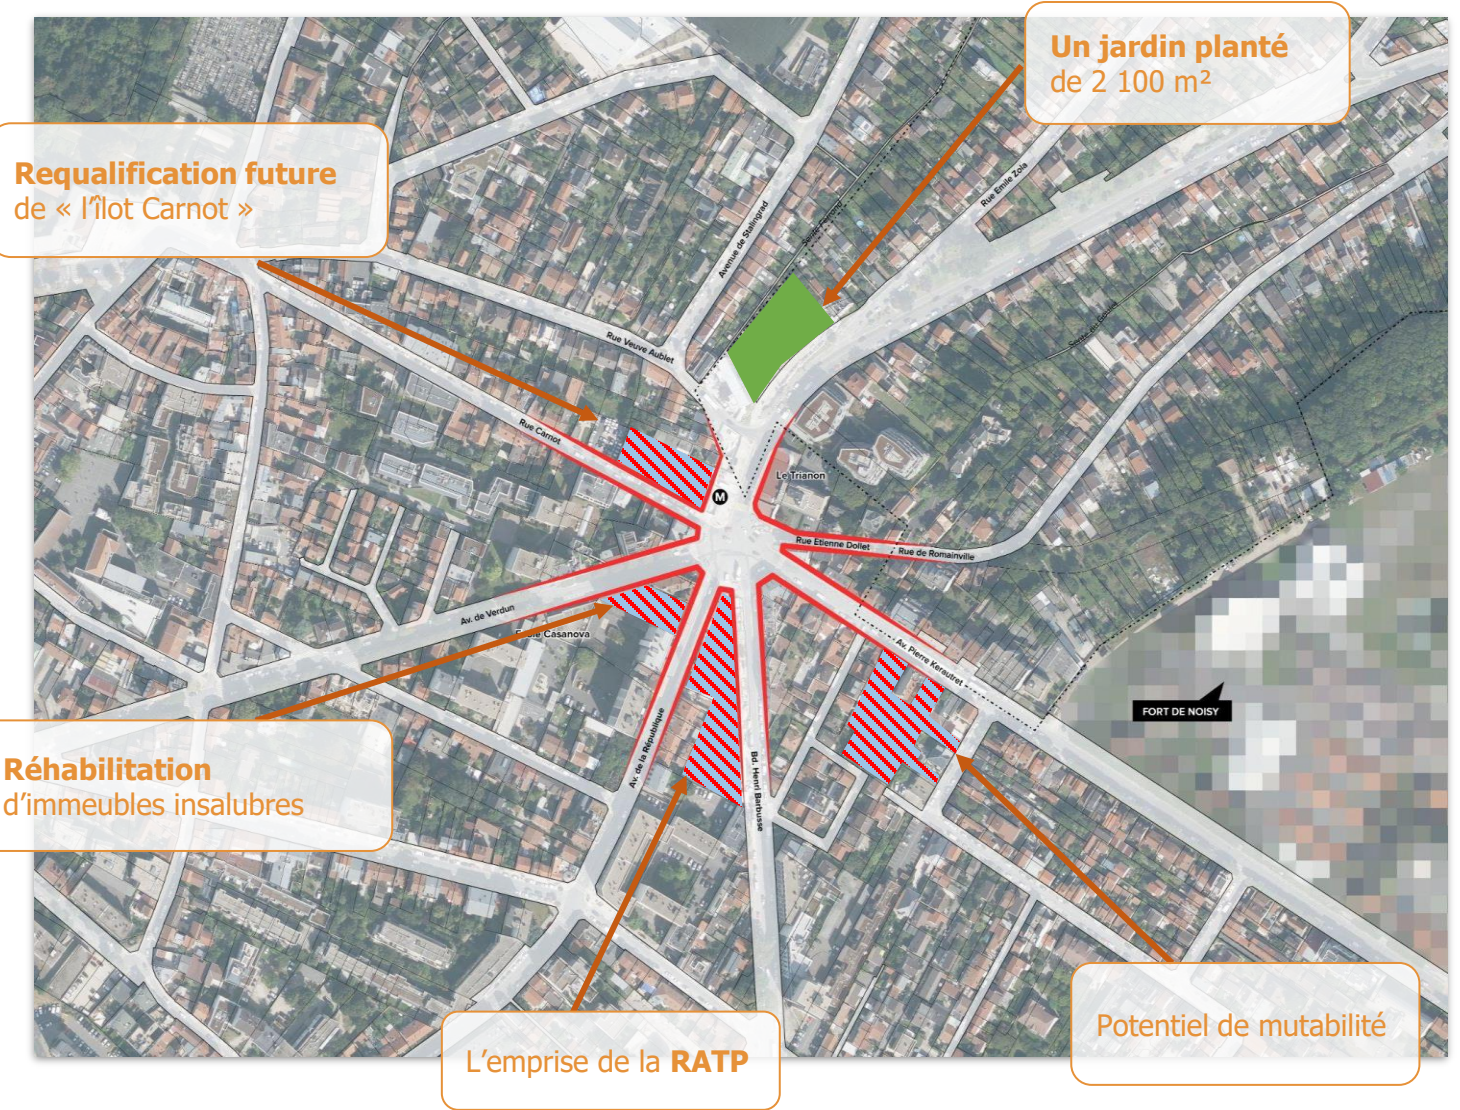 Un jardin planté
de 2 100 m²
Requalification future
de « l’îlot Carnot »
Rue Emile Zola
Avenue de Stalingrad
Rue Veuve Aublet
Rue Carnot
Le Trianon
M
Rue Etienne Dollet
Rue de Romainville
Av. de Verdun
Casanova
Av. Pierre Kerautret
FORT DE NOISY
Av. de la République
Bd. Henri Barbusse
Réhabilitation
d’immeubles insalubres
L’emprise de la RATP
Potentiel de mutabilité